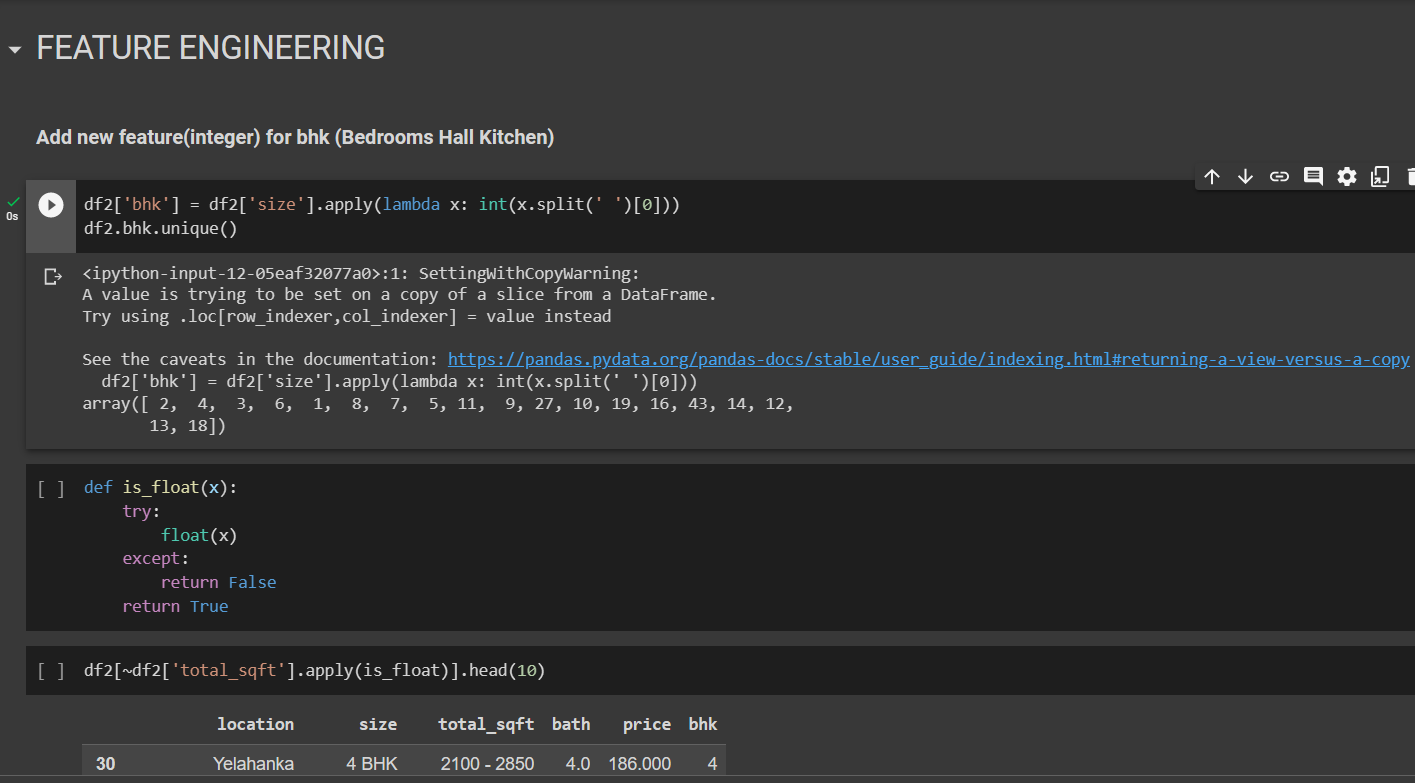 FEATURE ENGINEERING
Add new feature(integer) for bhk (Bedrooms Hall Kitchen)
0s
df2['bhk'] = df2['size'].apply(lambda x: int(x.split(' ')[0]))
df2.bhk.unique()
<ipython-input-12-05eaf32077a0>:1: SettingWithCopyWarning:
A value is trying to be set on a copy of a slice from a DataFrame.
Try using .loc[row_indexer,col_indexer] = value instead
See the caveats in the documentation: https://pandas.pydata.org/pandas-docs/stable/user_guide/indexing.html#returning-a-view-versus-a-copy
  df2['bhk'] = df2['size'].apply(lambda x: int(x.split(' ')[0]))
array([ 2,  4,  3,  6,  1,  8,  7,  5, 11,  9, 27, 10, 19, 16, 43, 14, 12,
       13, 18])
[ ] def is_float(x):
    try:
        float(x)
    except:
        return False
    return True
[ ] df2[~df2['total_sqft'].apply(is_float)].head(10)
location size total_sqft bath price bhk
30 Yelahanka 4 BHK 2100 - 2850 4.0 186.000 4